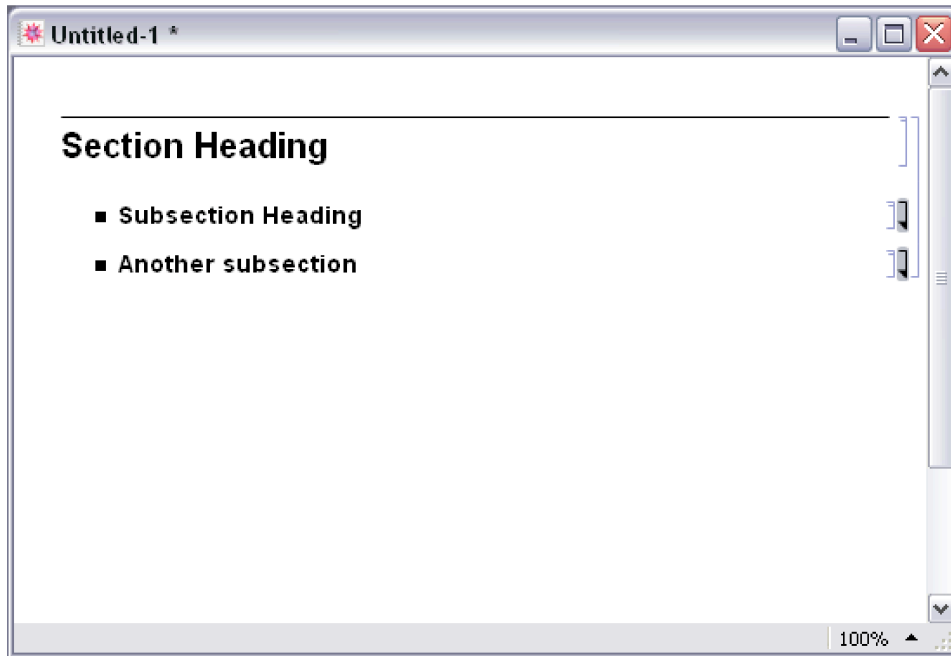 Untitled-1 *
Section Heading
■ Subsection Heading
■ Another subsection
100%